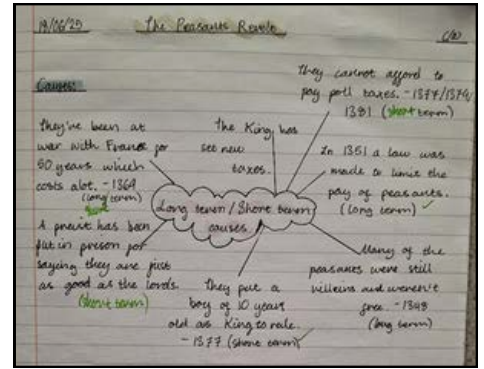 19/06/25
The Peasants Revolt
C/W
Causes:
They cannot afford to
pay poll taxes. - 1377/1379/
1381 (short term)
They've been at
war with France for
50 years which
costs alot. - 1369
(long term)
short
The King has
set new
taxes.
In 1351 a law was
made to limit the
pay of peasants.
(long term) ✓
Long term / Short term
causes
A preist has been
put in preson for
saying they are just
as good as the lords.
(short term)
They put a
boy of 10 years
old as King to rule.
- 1377 (short term) ✓
Many of the
peasants were still
villeins and weren't
free. - 1348
(long term)